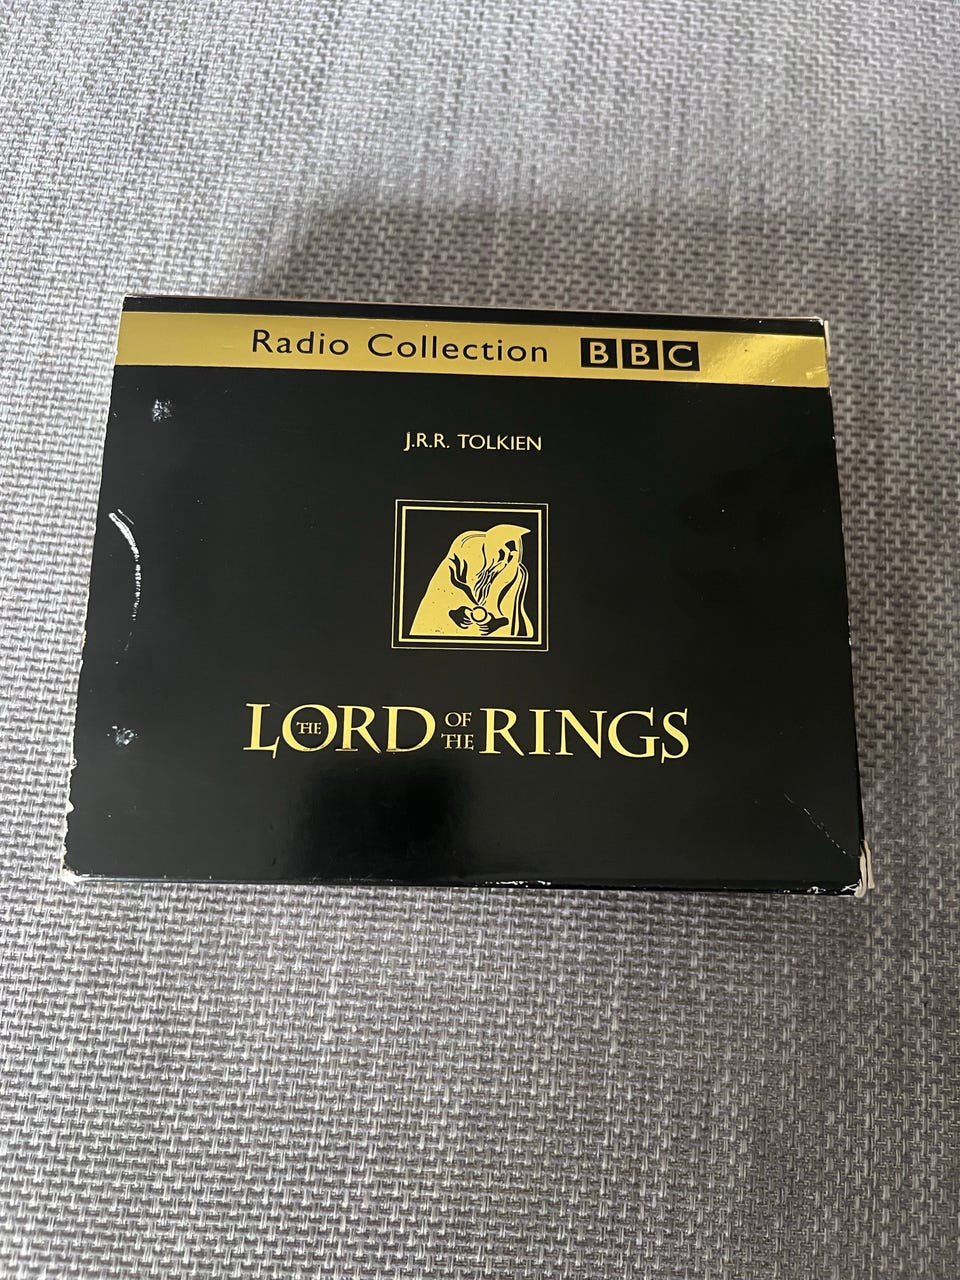 Radio Collection BBC
J.R.R. TOLKIEN
THE LORD OF THE RINGS